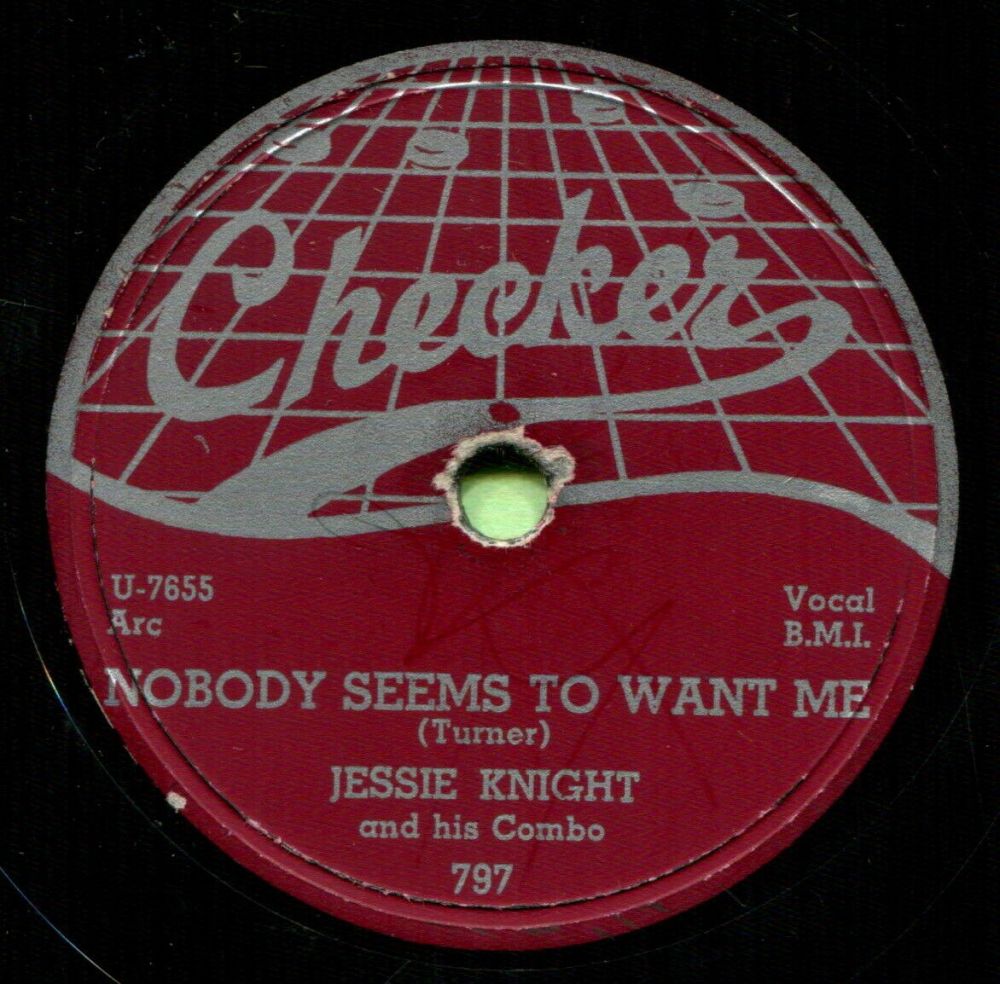 Checker
U-7655
Arc
Vocal
B.M.I.
NOBODY SEEMS TO WANT ME
(Turner)
JESSIE KNIGHT
and his Combo
797